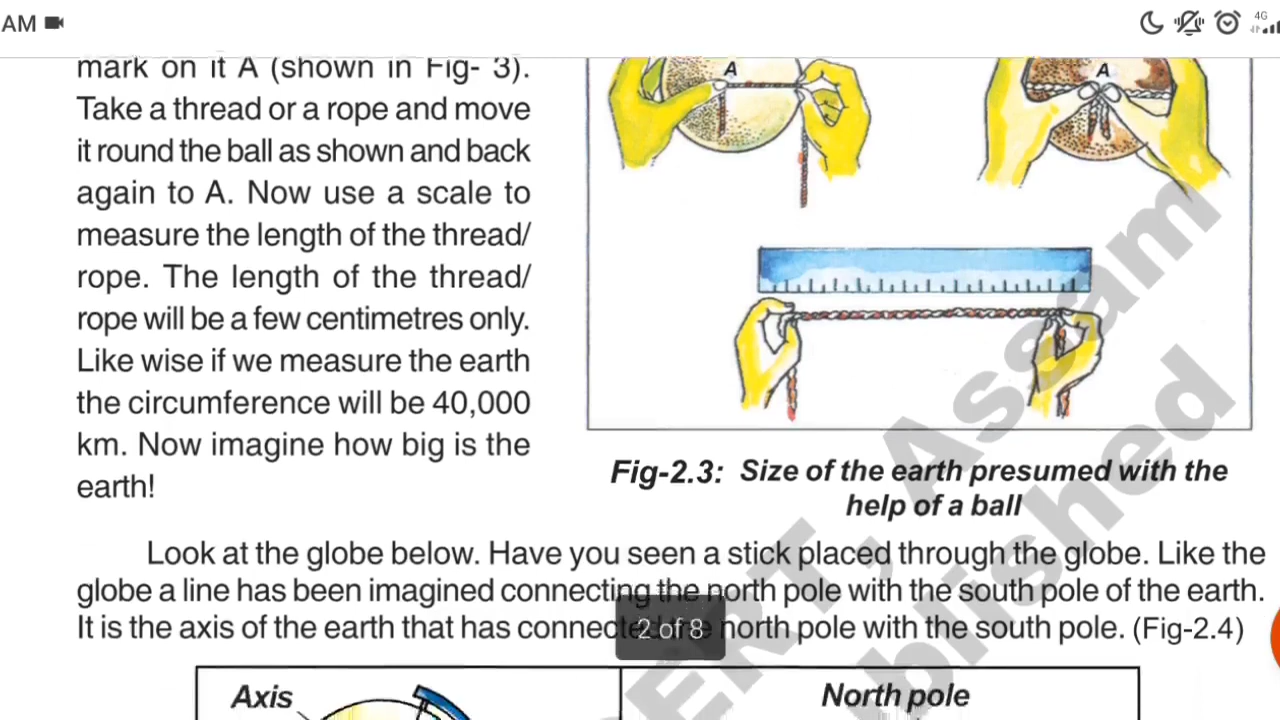 AM
4G
mark on it A (shown in Fig- 3).
Take a thread or a rope and move
it round the ball as shown and back
again to A. Now use a scale to
measure the length of the thread/
rope. The length of the thread/
rope will be a few centimetres only.
Like wise if we measure the earth
the circumference will be 40,000
km. Now imagine how big is the
earth!
A
A
Fig-2.3: Size of the earth presumed with the
help of a ball
Look at the globe below. Have you seen a stick placed through the globe. Like the
globe a line has been imagined connecting the north pole with the south pole of the earth.
It is the axis of the earth that has connected the north pole with the south pole. (Fig-2.4)
2 of 8
Axis
North pole
ERT, Assam
blished